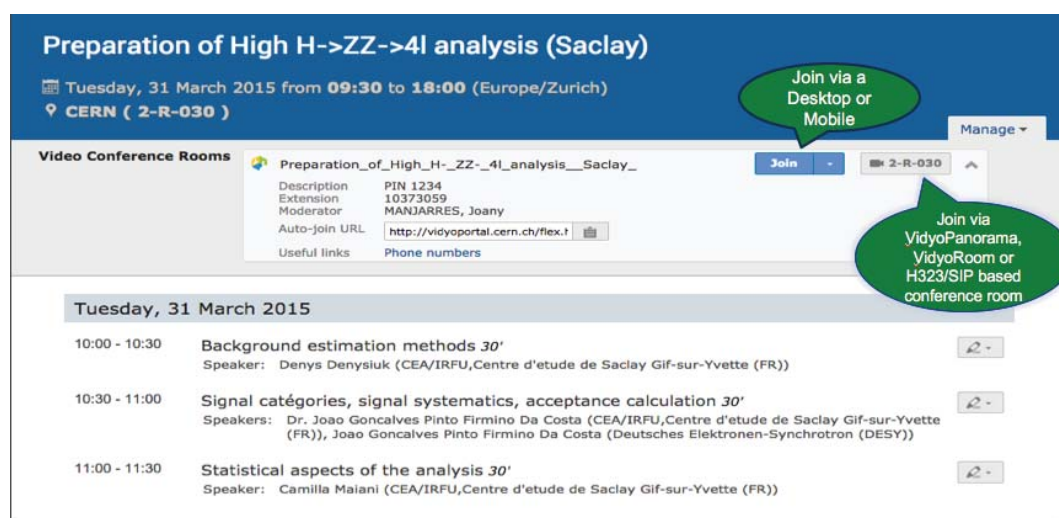 Preparation of High H->ZZ->4l analysis (Saclay)
Tuesday, 31 March 2015 from 09:30 to 18:00 (Europe/Zurich)
CERN ( 2-R-030 )
Join via a
Desktop or
Mobile
Manage
Video Conference Rooms
Preparation_of_High_H-_ZZ-_4l_analysis__Saclay_
Join
2-R-030
Description PIN 1234
Extension 10373059
Moderator MANJARRES, Joany
Auto-join URL http://vidyoportal.cern.ch/flex.h
Useful links Phone numbers
Join via
VidyoPanorama,
VidyoRoom or
H323/SIP based
conference room
Tuesday, 31 March 2015
10:00 - 10:30 Background estimation methods 30'
Speaker: Denys Denysiuk (CEA/IRFU,Centre d'etude de Saclay Gif-sur-Yvette (FR))
10:30 - 11:00 Signal catégories, signal systematics, acceptance calculation 30'
Speakers: Dr. Joao Goncalves Pinto Firmino Da Costa (CEA/IRFU,Centre d'etude de Saclay Gif-sur-Yvette
(FR)), Joao Goncalves Pinto Firmino Da Costa (Deutsches Elektronen-Synchrotron (DESY))
11:00 - 11:30 Statistical aspects of the analysis 30'
Speaker: Camilla Maiani (CEA/IRFU,Centre d'etude de Saclay Gif-sur-Yvette (FR))